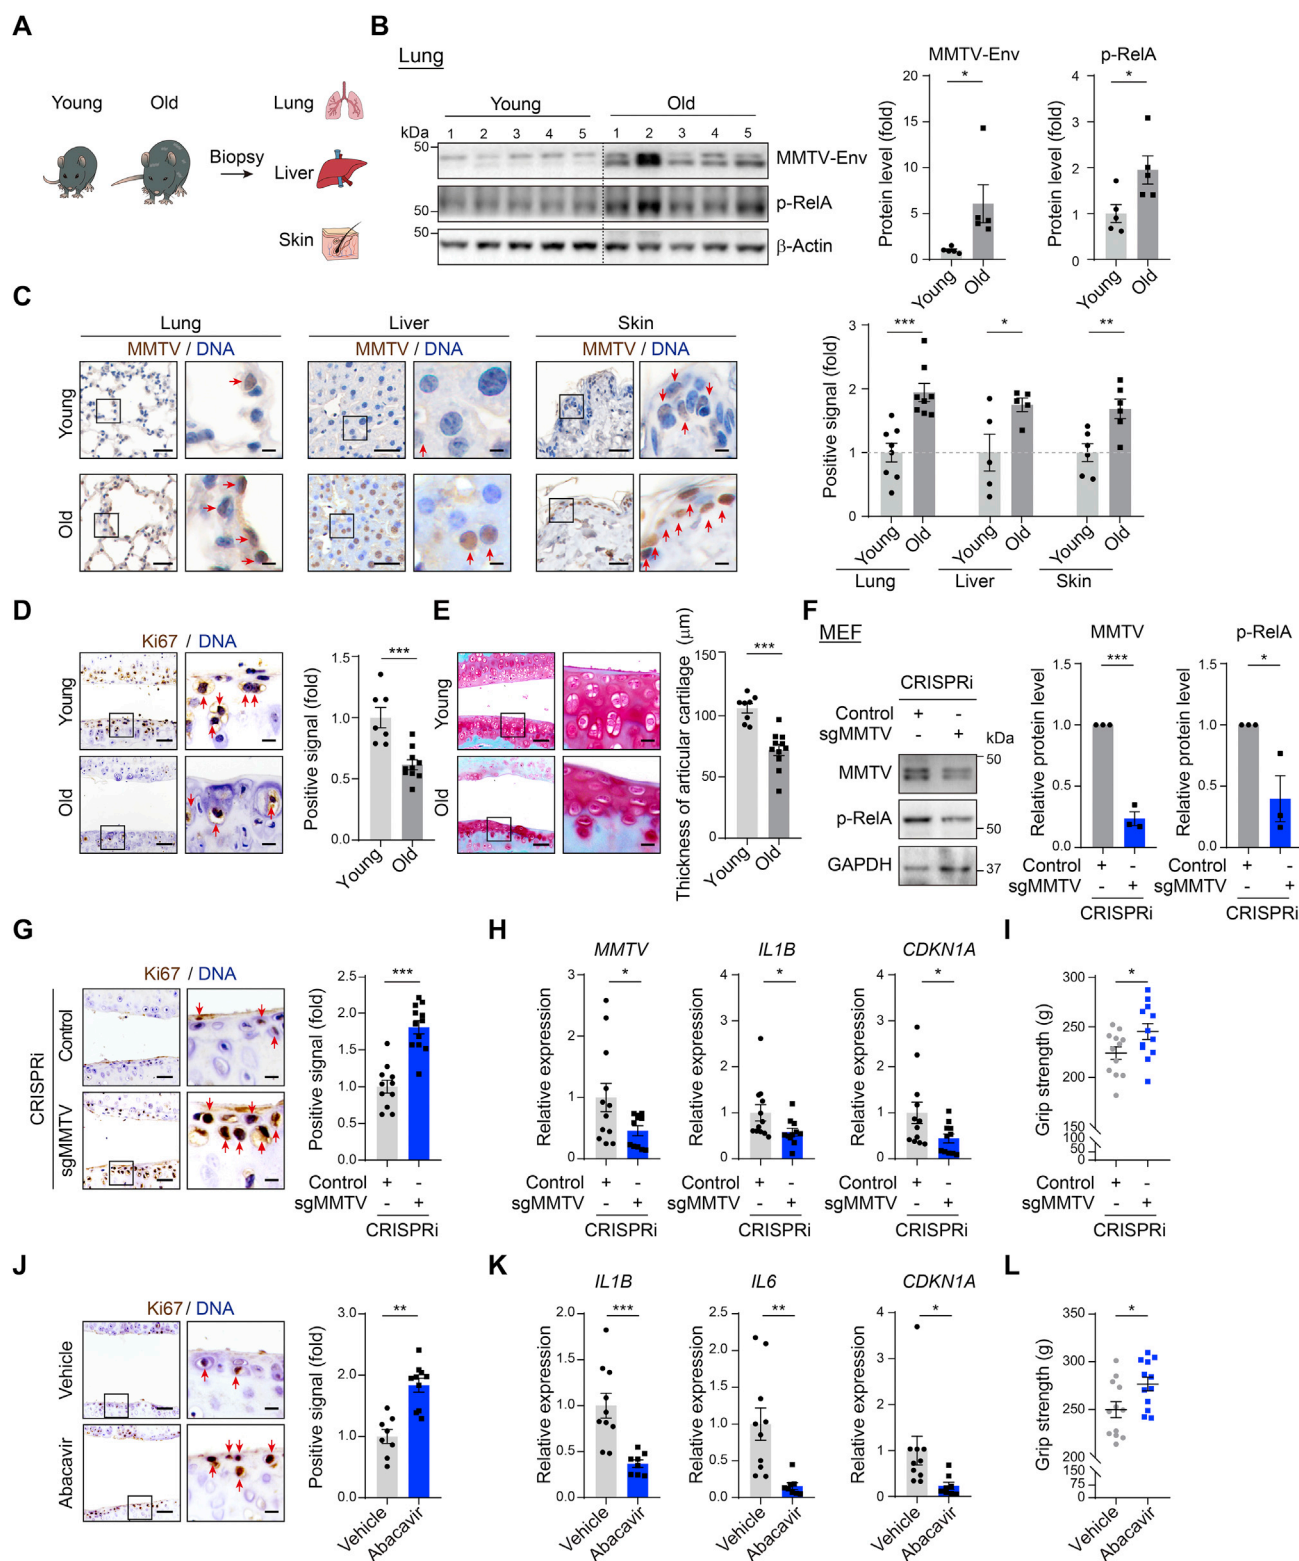 A
Young
Old
Biopsy
Lung
Liver
Skin
B
Lung
Young
Old
kDa
1 2 3 4 5 1 2 3 4 5
50
MMTV-Env
50
p-RelA
50
β-Actin
MMTV-Env
Protein level (fold)
20
15
10
5
0
*
Young
Old
p-RelA
Protein level (fold)
4
3
2
1
0
*
Young
Old
C
Lung
Liver
Skin
MMTV / DNA
MMTV / DNA
MMTV / DNA
Young
Old
Positive signal (fold)
3
2
1
0
***
*
**
Young
Old
Young
Old
Young
Old
Lung
Liver
Skin
D
Ki67 / DNA
Young
Old
Positive signal (fold)
1.5
1.0
0.5
0.0
***
Young
Old
E
Young
Old
Thickness of articular cartilage (μm)
150
100
50
0
***
Young
Old
F
MEF
CRISPRi
Control + -
sgMMTV - +
kDa
MMTV
50
p-RelA
50
GAPDH
37
MMTV
Relative protein level
1.5
1.0
0.5
0.0
***
Control + -
sgMMTV - +
CRISPRi
p-RelA
Relative protein level
1.5
1.0
0.5
0.0
*
Control + -
sgMMTV - +
CRISPRi
G
Ki67 / DNA
CRISPRi
Control
sgMMTV
Positive signal (fold)
2.5
2.0
1.5
1.0
0.5
0.0
***
Control + -
sgMMTV - +
CRISPRi
H
MMTV
Relative expression
3
2
1
0
*
Control + -
sgMMTV - +
CRISPRi
IL1B
Relative expression
4
3
2
1
0
*
+ -
- +
CRISPRi
CDKN1A
Relative expression
4
3
2
1
0
*
+ -
- +
CRISPRi
I
Grip strength (g)
300
250
200
150
100
50
0
*
+ -
- +
CRISPRi
J
Ki67 / DNA
Vehicle
Abacavir
Positive signal (fold)
3.0
2.0
1.0
0.0
**
Vehicle
Abacavir
K
IL1B
Relative expression
2.0
1.5
1.0
0.5
0.0
***
Vehicle
Abacavir
IL6
Relative expression
2.5
2.0
1.5
1.0
0.5
0.0
**
Vehicle
Abacavir
CDKN1A
Relative expression
4
3
2
1
0
*
Vehicle
Abacavir
L
Grip strength (g)
350
300
250
200
150
75
0
*
Vehicle
Abacavir